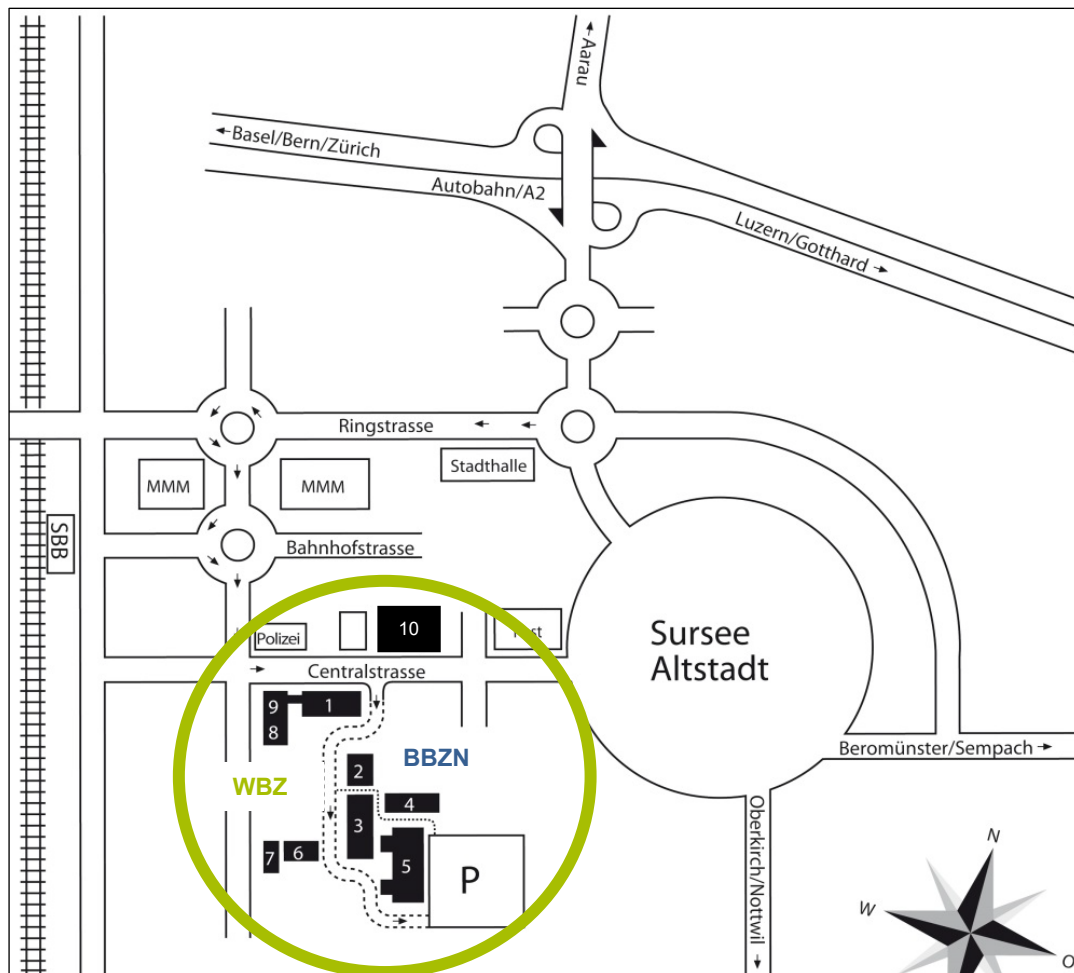 Aarau
Basel/Bern/Zürich
Autobahn/A2
Luzern/Gotthard
Ringstrasse
Stadthalle
MMM
MMM
SBB
Bahnhofstrasse
10
Polizei
Centralstrasse
Sursee
Altstadt
9
1
8
BBZN
2
WBZ
4
3
Beromünster/Sempach
7
6
5
P
Oberkirch/Nottwil
N
W
O